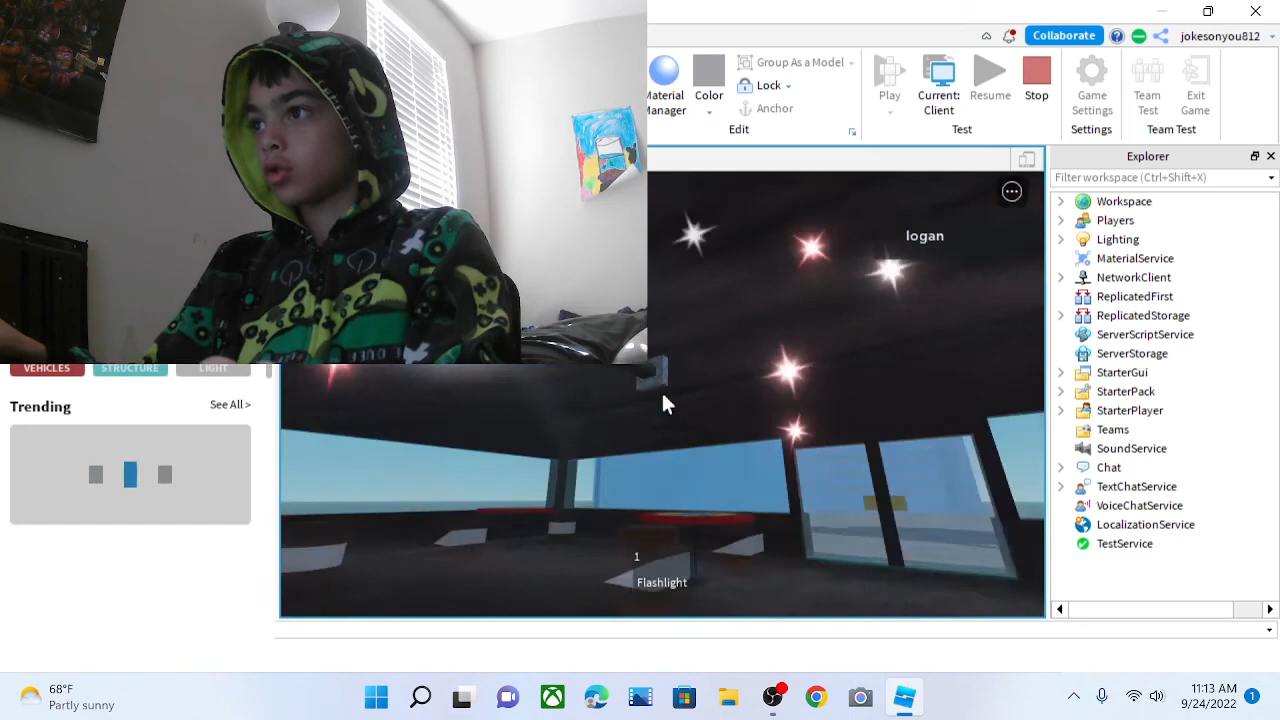 Collaborate
jokesonyou812
Material Manager
Color
Group As a Model
Lock
Anchor
Edit
Play
Current: Client
Resume
Stop
Test
Game Settings
Settings
Team Test
Exit Game
Team Test
Explorer
Filter workspace (Ctrl+Shift+X)
Workspace
Players
Lighting
MaterialService
NetworkClient
ReplicatedFirst
ReplicatedStorage
ServerScriptService
ServerStorage
StarterGui
StarterPack
StarterPlayer
Teams
SoundService
Chat
TextChatService
VoiceChatService
LocalizationService
TestService
logan
1
Flashlight
VEHICLES
STRUCTURE
LIGHT
Trending
See All >
68°F
Partly sunny
11:13 AM
9/24/2022
1